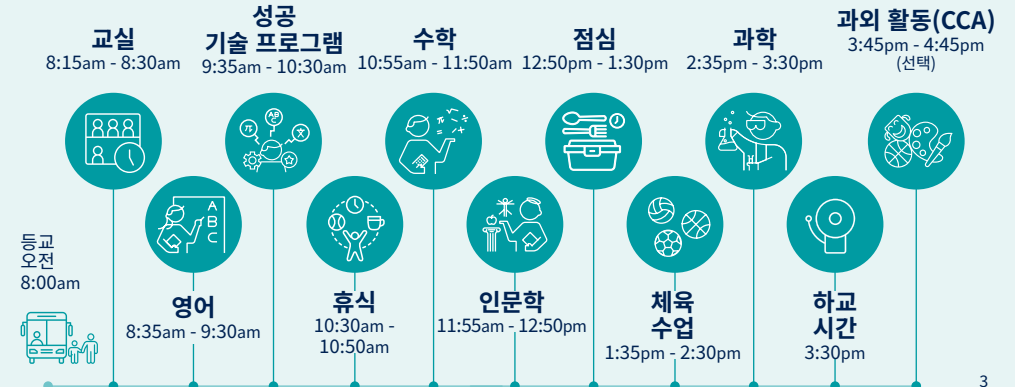 등교
오전
8:00am
교실
8:15am - 8:30am
영어
8:35am - 9:30am
성공
기술 프로그램
9:35am - 10:30am
휴식
10:30am -
10:50am
수학
10:55am - 11:50am
인문학
11:55am - 12:50pm
점심
12:50pm - 1:30pm
체육
수업
1:35pm - 2:30pm
과학
2:35pm - 3:30pm
하교
시간
3:30pm
과외 활동(CCA)
3:45pm - 4:45pm
(선택)
A
B
C
AB
C
π
文
π √ ÷
= -/+
3